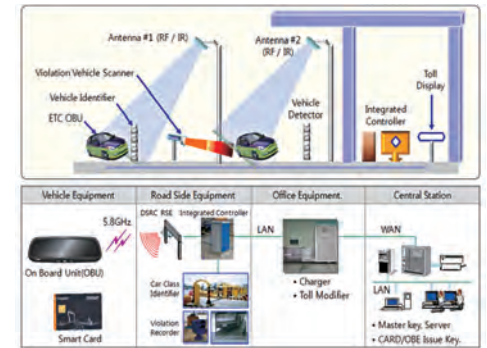 Antenna #1 (RF / IR)
Antenna #2
(RF / IR)
Violation Vehicle Scanner
Vehicle Identifier
ETC OBU
Vehicle
Detector
Integrated
Controller
Toll
Display
Vehicle Equipment
Road Side Equipment
Office Equipment.
Central Station
5.8GHz
On Board Unit(OBU)
Smart Card
DSRC RSE Integrated Controller
Car Class
Identifier
Violation
Recorder
LAN
• Charger
• Toll Modifier
WAN
LAN
• Master key, Server
• CARD/OBE Issue Key.